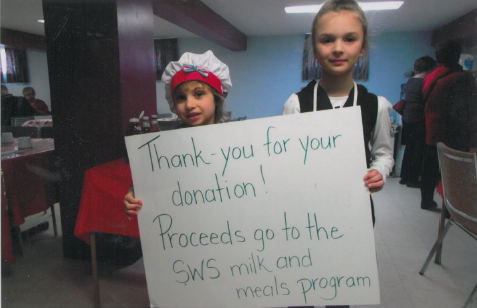 Thank-you for your
donation!
Proceeds go to the
SWS milk and
meals program